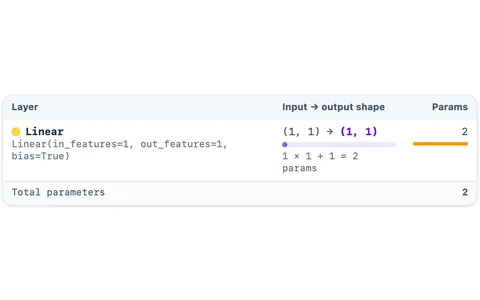 Layer Input → output shape Params
Linear (1, 1) → (1, 1) 2
Linear(in_features=1, out_features=1,
bias=True)
1 × 1 + 1 = 2
params
Total parameters 2